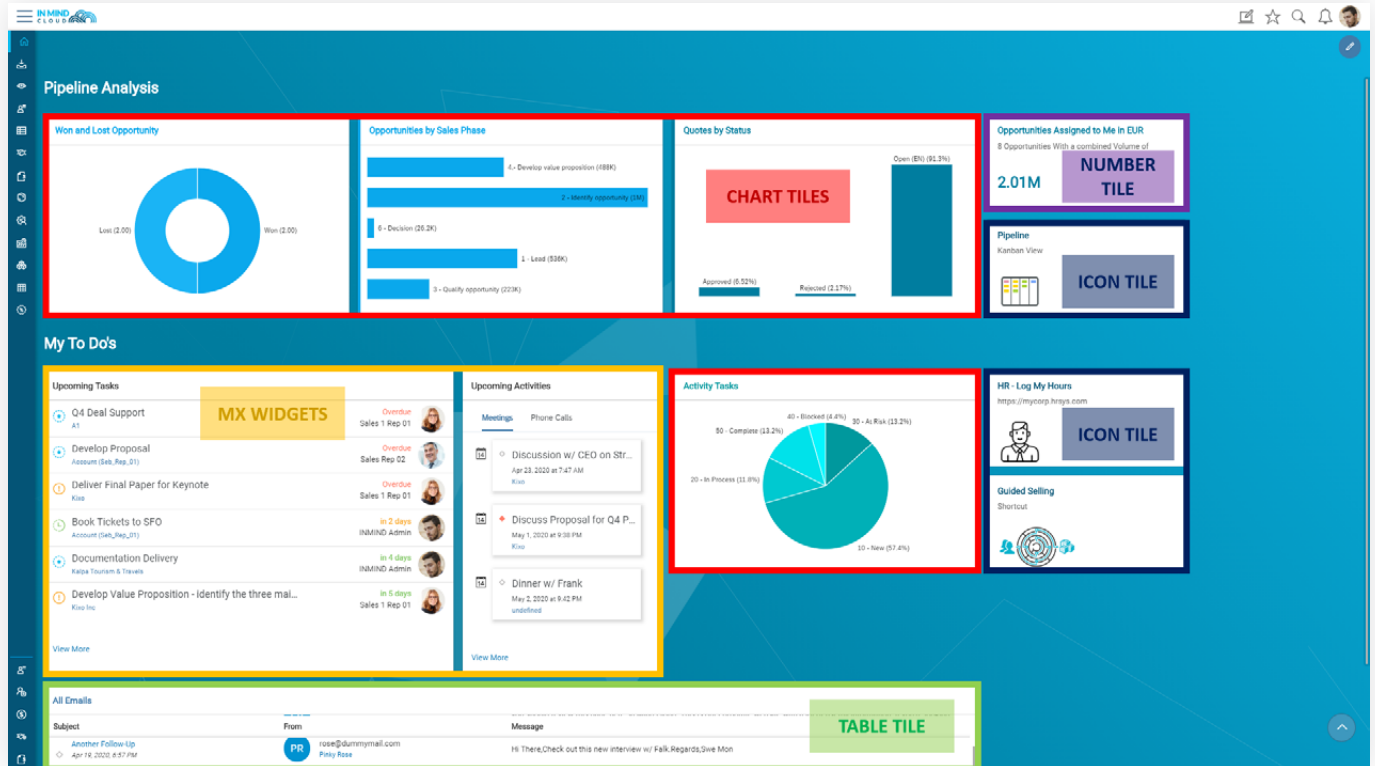 IN MIND
CLOUD
Pipeline Analysis
Won and Lost Opportunity
Lost (2.00)
Won (2.00)
Opportunities by Sales Phase
4 - Develop value proposition (488K)
2 - Identify opportunity (1M)
6 - Decision (26.2K)
1 - Lead (536K)
3 - Qualify opportunity (223K)
Quotes by Status
Open (EN) (91.3%)
CHART TILES
Approved (6.52%)
Rejected (2.17%)
Opportunities Assigned to Me in EUR
8 Opportunities With a combined Volume of
2.01M
NUMBER
TILE
Pipeline
Kanban View
ICON TILE
My To Do's
Upcoming Tasks
MX WIDGETS
Q4 Deal Support
A1
Overdue
Sales 1 Rep 01
Develop Proposal
Account (Seb_Rep_01)
Overdue
Sales Rep 02
Deliver Final Paper for Keynote
Kixo
Overdue
Sales 1 Rep 01
Book Tickets to SFO
Account (Seb_Rep_01)
in 2 days
INMIND Admin
Documentation Delivery
Kalpa Tourism & Travels
in 4 days
INMIND Admin
Develop Value Proposition - identify the three mai...
Kixo Inc
in 5 days
Sales 1 Rep 01
View More
Upcoming Activities
Meetings Phone Calls
14
Discussion w/ CEO on Str...
Apr 23, 2020 at 7:47 AM
Kixo
14
Discuss Proposal for Q4 P...
May 1, 2020 at 9:38 PM
Kixo
14
Dinner w/ Frank
May 2, 2020 at 9:42 PM
undefined
View More
Activity Tasks
40 - Blocked (4.4%)
30 - At Risk (13.2%)
50 - Complete (13.2%)
20 - In Process (11.8%)
10 - New (57.4%)
HR - Log My Hours
https://mycorp.hrsys.com
ICON TILE
Guided Selling
Shortcut
All Emails
TABLE TILE
Subject From Message
Another Follow-Up
Apr 19, 2020, 6:57 PM
PR
rose@dummymail.com
Pinky Rose
Hi There,Check out this new interview w/ Falk.Regards,Swe Mon